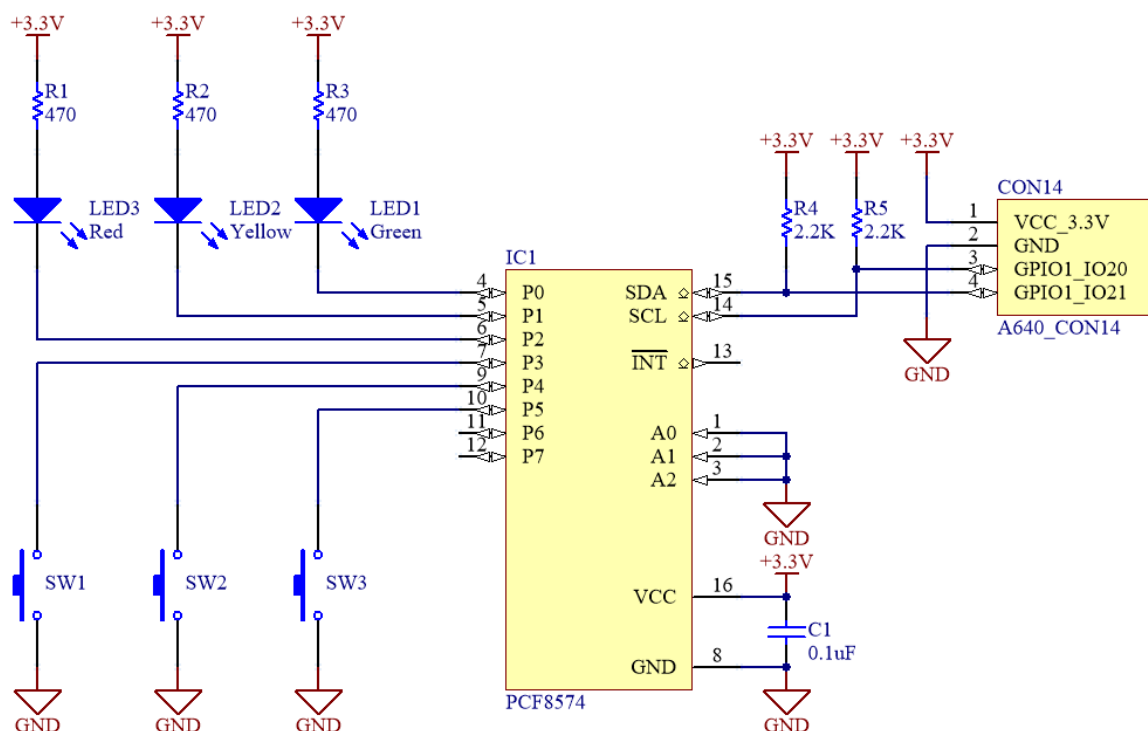 +3.3V
+3.3V
+3.3V
R1
470
R2
470
R3
470
+3.3V
+3.3V
+3.3V
LED3
Red
LED2
Yellow
LED1
Green
R4
2.2K
R5
2.2K
CON14
1 VCC_3.3V
2 GND
3 GPIO1_IO20
4 GPIO1_IO21
A640_CON14
GND
IC1
4 P0
5 P1
6 P2
7 P3
9 P4
10 P5
11 P6
12 P7
SDA 15
SCL 14
INT 13
A0 1
A1 2
A2 3
GND
+3.3V
VCC 16
C1
0.1uF
GND 8
PCF8574
GND
SW1
SW2
SW3
GND
GND
GND